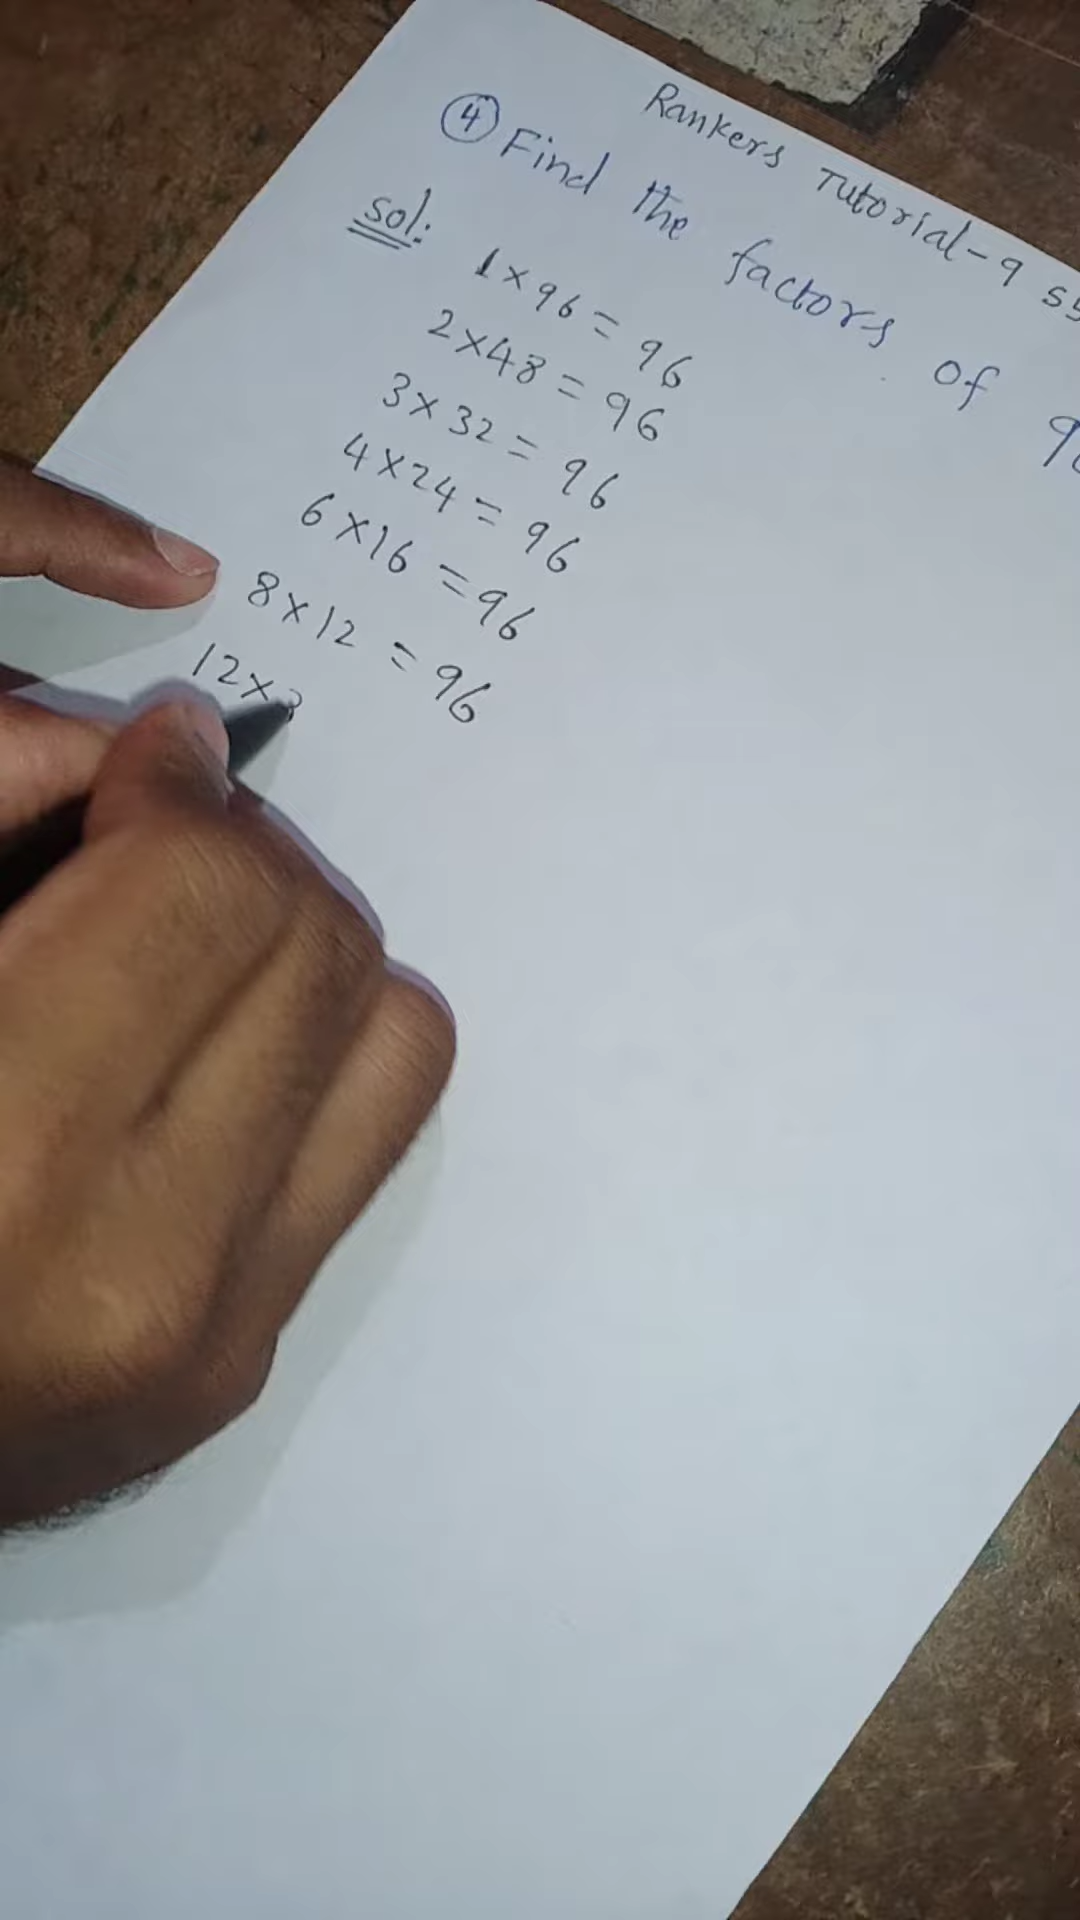 Rankers Tutorial-9
④ Find the factors of
Sol:
1×96=96
2×48=96
3×32=96
4×24=96
6×16=96
8×12=96
12×8